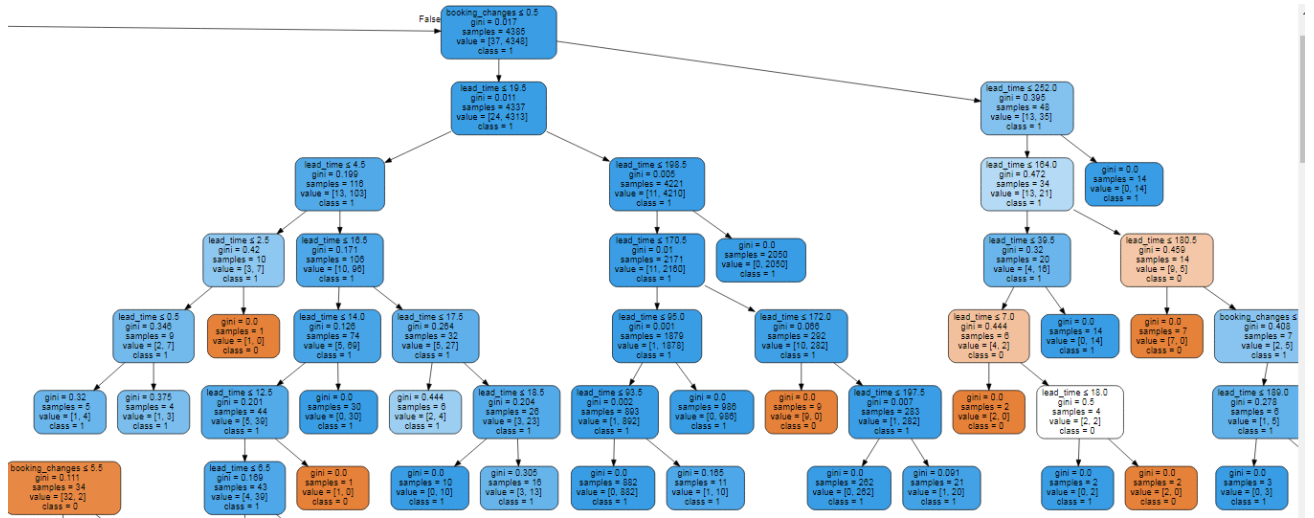 False
booking_changes ≤ 0.5
gini = 0.017
samples = 4385
value = [37, 4348]
class = 1
lead_time ≤ 19.5
gini = 0.011
samples = 4337
value = [24, 4313]
class = 1
lead_time ≤ 252.0
gini = 0.395
samples = 48
value = [13, 35]
class = 1
lead_time ≤ 4.5
gini = 0.199
samples = 116
value = [13, 103]
class = 1
lead_time ≤ 198.5
gini = 0.005
samples = 4221
value = [11, 4210]
class = 1
lead_time ≤ 164.0
gini = 0.472
samples = 34
value = [13, 21]
class = 1
gini = 0.0
samples = 14
value = [0, 14]
class = 1
lead_time ≤ 2.5
gini = 0.42
samples = 10
value = [3, 7]
class = 1
lead_time ≤ 16.5
gini = 0.171
samples = 106
value = [10, 96]
class = 1
lead_time ≤ 170.5
gini = 0.01
samples = 2171
value = [11, 2160]
class = 1
gini = 0.0
samples = 2050
value = [0, 2050]
class = 1
lead_time ≤ 39.5
gini = 0.32
samples = 20
value = [4, 16]
class = 1
lead_time ≤ 180.5
gini = 0.459
samples = 14
value = [9, 5]
class = 0
lead_time ≤ 0.5
gini = 0.346
samples = 9
value = [2, 7]
class = 1
gini = 0.0
samples = 1
value = [1, 0]
class = 0
lead_time ≤ 14.0
gini = 0.126
samples = 74
value = [5, 69]
class = 1
lead_time ≤ 17.5
gini = 0.264
samples = 32
value = [5, 27]
class = 1
lead_time ≤ 95.0
gini = 0.001
samples = 1879
value = [1, 1878]
class = 1
lead_time ≤ 172.0
gini = 0.066
samples = 292
value = [10, 282]
class = 1
lead_time ≤ 7.0
gini = 0.444
samples = 6
value = [4, 2]
class = 0
gini = 0.0
samples = 14
value = [0, 14]
class = 1
gini = 0.0
samples = 7
value = [7, 0]
class = 0
booking_changes ≤
gini = 0.408
samples = 7
value = [2, 5]
class = 1
gini = 0.32
samples = 5
value = [1, 4]
class = 1
gini = 0.375
samples = 4
value = [1, 3]
class = 1
lead_time ≤ 12.5
gini = 0.201
samples = 44
value = [5, 39]
class = 1
gini = 0.0
samples = 30
value = [0, 30]
class = 1
gini = 0.444
samples = 6
value = [2, 4]
class = 1
lead_time ≤ 18.5
gini = 0.204
samples = 26
value = [3, 23]
class = 1
lead_time ≤ 93.5
gini = 0.002
samples = 893
value = [1, 892]
class = 1
gini = 0.0
samples = 986
value = [0, 986]
class = 1
gini = 0.0
samples = 9
value = [9, 0]
class = 0
lead_time ≤ 197.5
gini = 0.007
samples = 283
value = [1, 282]
class = 1
gini = 0.0
samples = 2
value = [2, 0]
class = 0
lead_time ≤ 18.0
gini = 0.5
samples = 4
value = [2, 2]
class = 0
lead_time ≤ 189.0
gini = 0.278
samples = 6
value = [1, 5]
class = 1
booking_changes ≤ 5.5
gini = 0.111
samples = 34
value = [32, 2]
class = 0
lead_time ≤ 6.5
gini = 0.169
samples = 43
value = [4, 39]
class = 1
gini = 0.0
samples = 1
value = [1, 0]
class = 0
gini = 0.0
samples = 10
value = [0, 10]
class = 1
gini = 0.305
samples = 16
value = [3, 13]
class = 1
gini = 0.0
samples = 882
value = [0, 882]
class = 1
gini = 0.165
samples = 11
value = [1, 10]
class = 1
gini = 0.0
samples = 262
value = [0, 262]
class = 1
gini = 0.091
samples = 21
value = [1, 20]
class = 1
gini = 0.0
samples = 2
value = [0, 2]
class = 1
gini = 0.0
samples = 2
value = [2, 0]
class = 0
gini = 0.0
samples = 3
value = [0, 3]
class = 1